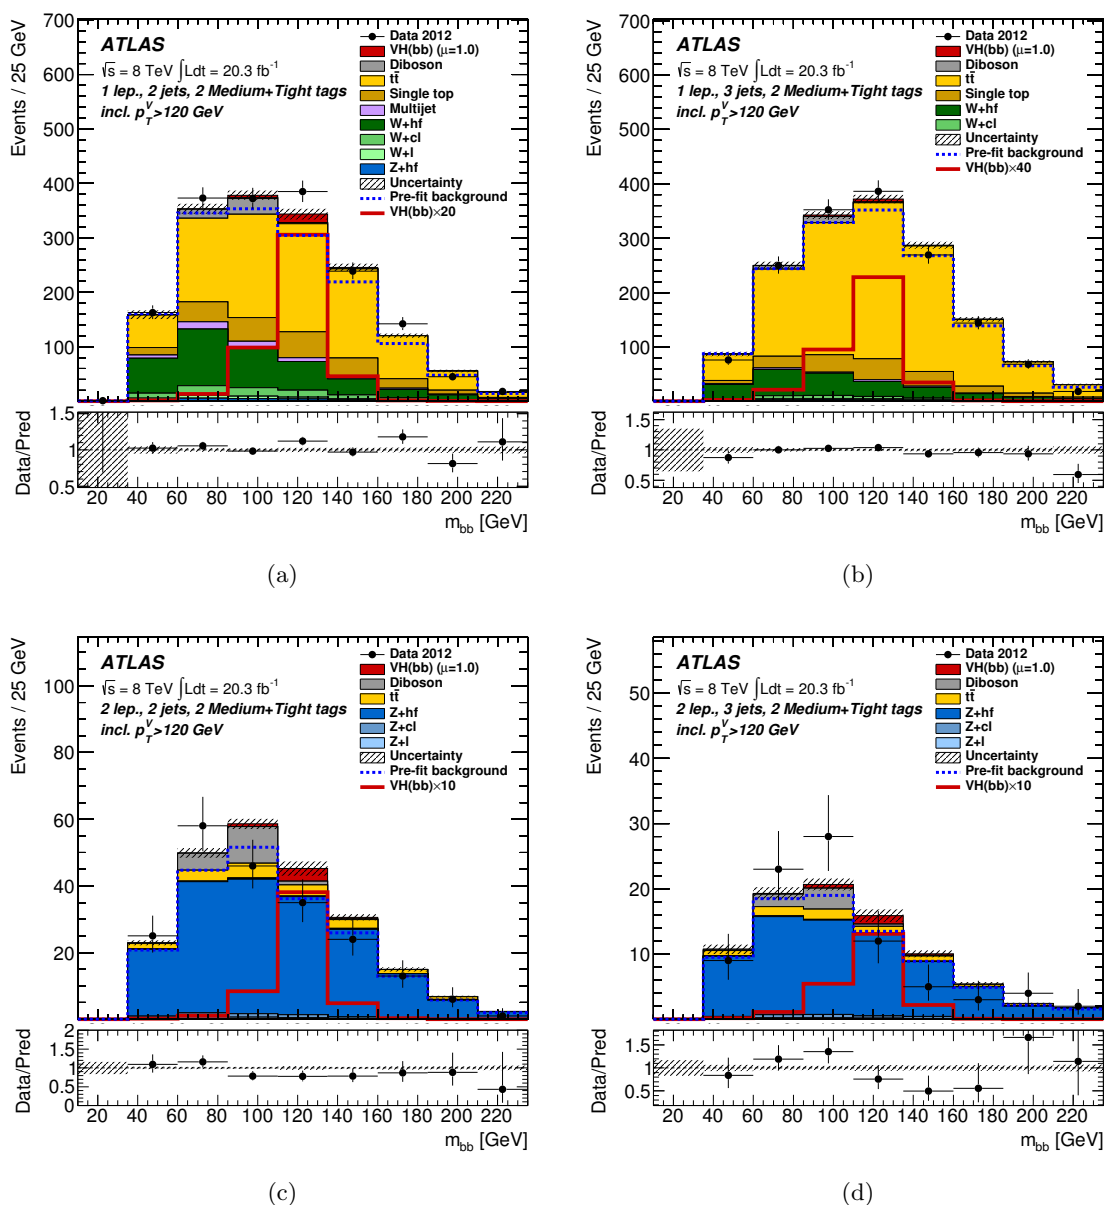 700
600
500
400
300
200
100
Events / 25 GeV
ATLAS
√s = 8 TeV ∫Ldt = 20.3 fb⁻¹
1 lep., 2 jets, 2 Medium+Tight tags
incl. p_T^V>120 GeV
Data 2012
VH(bb) (μ=1.0)
Diboson
tt̄
Single top
Multijet
W+hf
W+cl
W+l
Z+hf
Uncertainty
Pre-fit background
VH(bb)×20
Data/Pred
1.5
1
0.5
20 40 60 80 100 120 140 160 180 200 220
m_bb [GeV]
(a)
700
600
500
400
300
200
100
Events / 25 GeV
ATLAS
√s = 8 TeV ∫Ldt = 20.3 fb⁻¹
1 lep., 3 jets, 2 Medium+Tight tags
incl. p_T^V>120 GeV
Data 2012
VH(bb) (μ=1.0)
Diboson
tt̄
Single top
W+hf
W+cl
Uncertainty
Pre-fit background
VH(bb)×40
Data/Pred
1.5
1
0.5
20 40 60 80 100 120 140 160 180 200 220
m_bb [GeV]
(b)
100
80
60
40
20
Events / 25 GeV
ATLAS
√s = 8 TeV ∫Ldt = 20.3 fb⁻¹
2 lep., 2 jets, 2 Medium+Tight tags
incl. p_T^V>120 GeV
Data 2012
VH(bb) (μ=1.0)
Diboson
tt̄
Z+hf
Z+cl
Z+l
Uncertainty
Pre-fit background
VH(bb)×10
Data/Pred
2
1.5
1
0.5
0
20 40 60 80 100 120 140 160 180 200 220
m_bb [GeV]
(c)
50
40
30
20
10
Events / 25 GeV
ATLAS
√s = 8 TeV ∫Ldt = 20.3 fb⁻¹
2 lep., 3 jets, 2 Medium+Tight tags
incl. p_T^V>120 GeV
Data 2012
VH(bb) (μ=1.0)
Diboson
tt̄
Z+hf
Z+cl
Z+l
Uncertainty
Pre-fit background
VH(bb)×10
Data/Pred
1.5
1
0.5
20 40 60 80 100 120 140 160 180 200 220
m_bb [GeV]
(d)